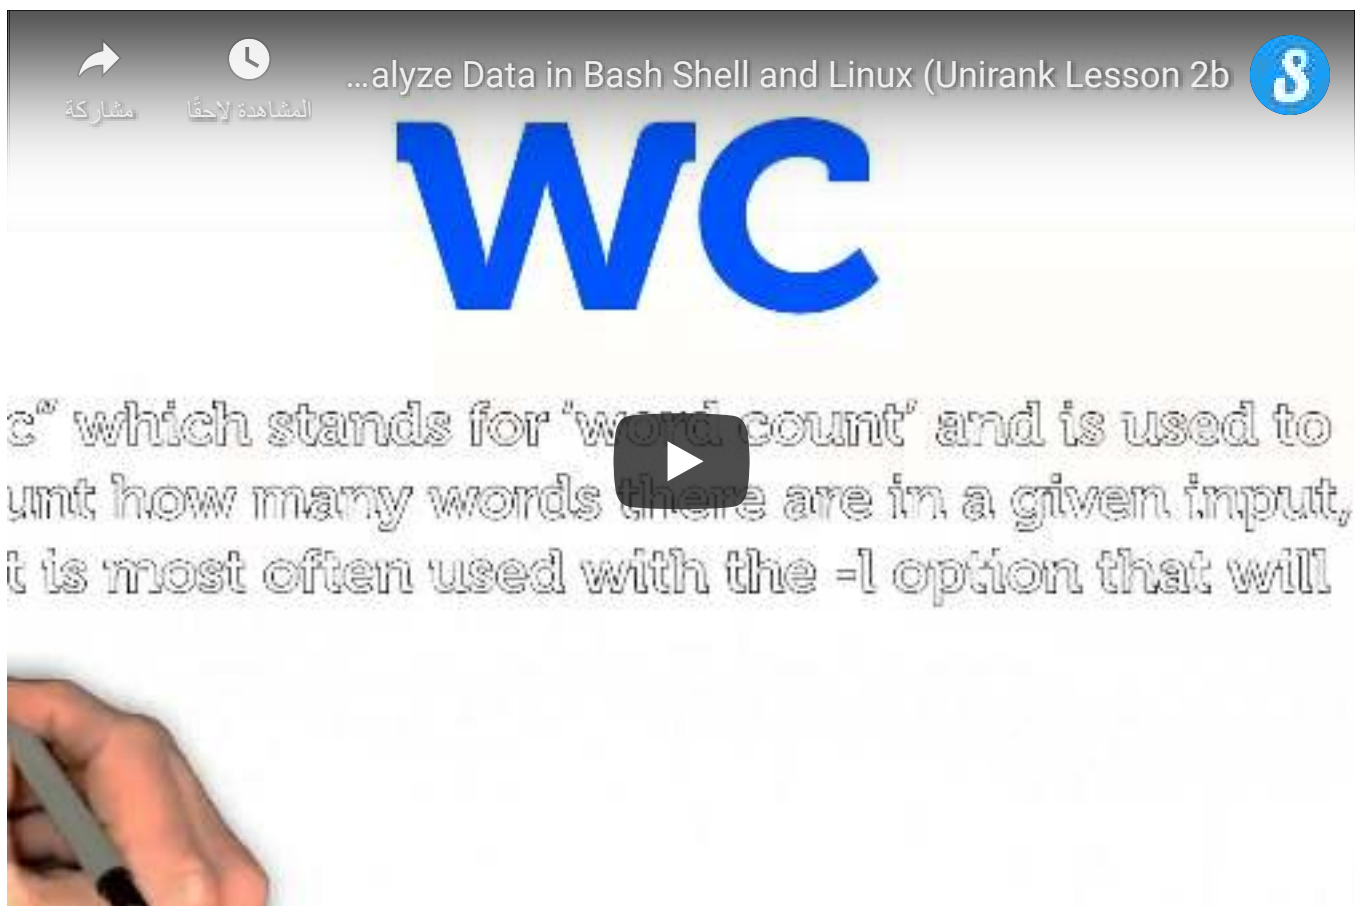 ...alyze Data in Bash Shell and Linux (Unirank Lesson 2b
S
المشاهدة لاحقًا
مشاركة
WC
c” which stands for ‘word count’ and is used to
unt how many words there are in a given input,
t is most often used with the -l option that will